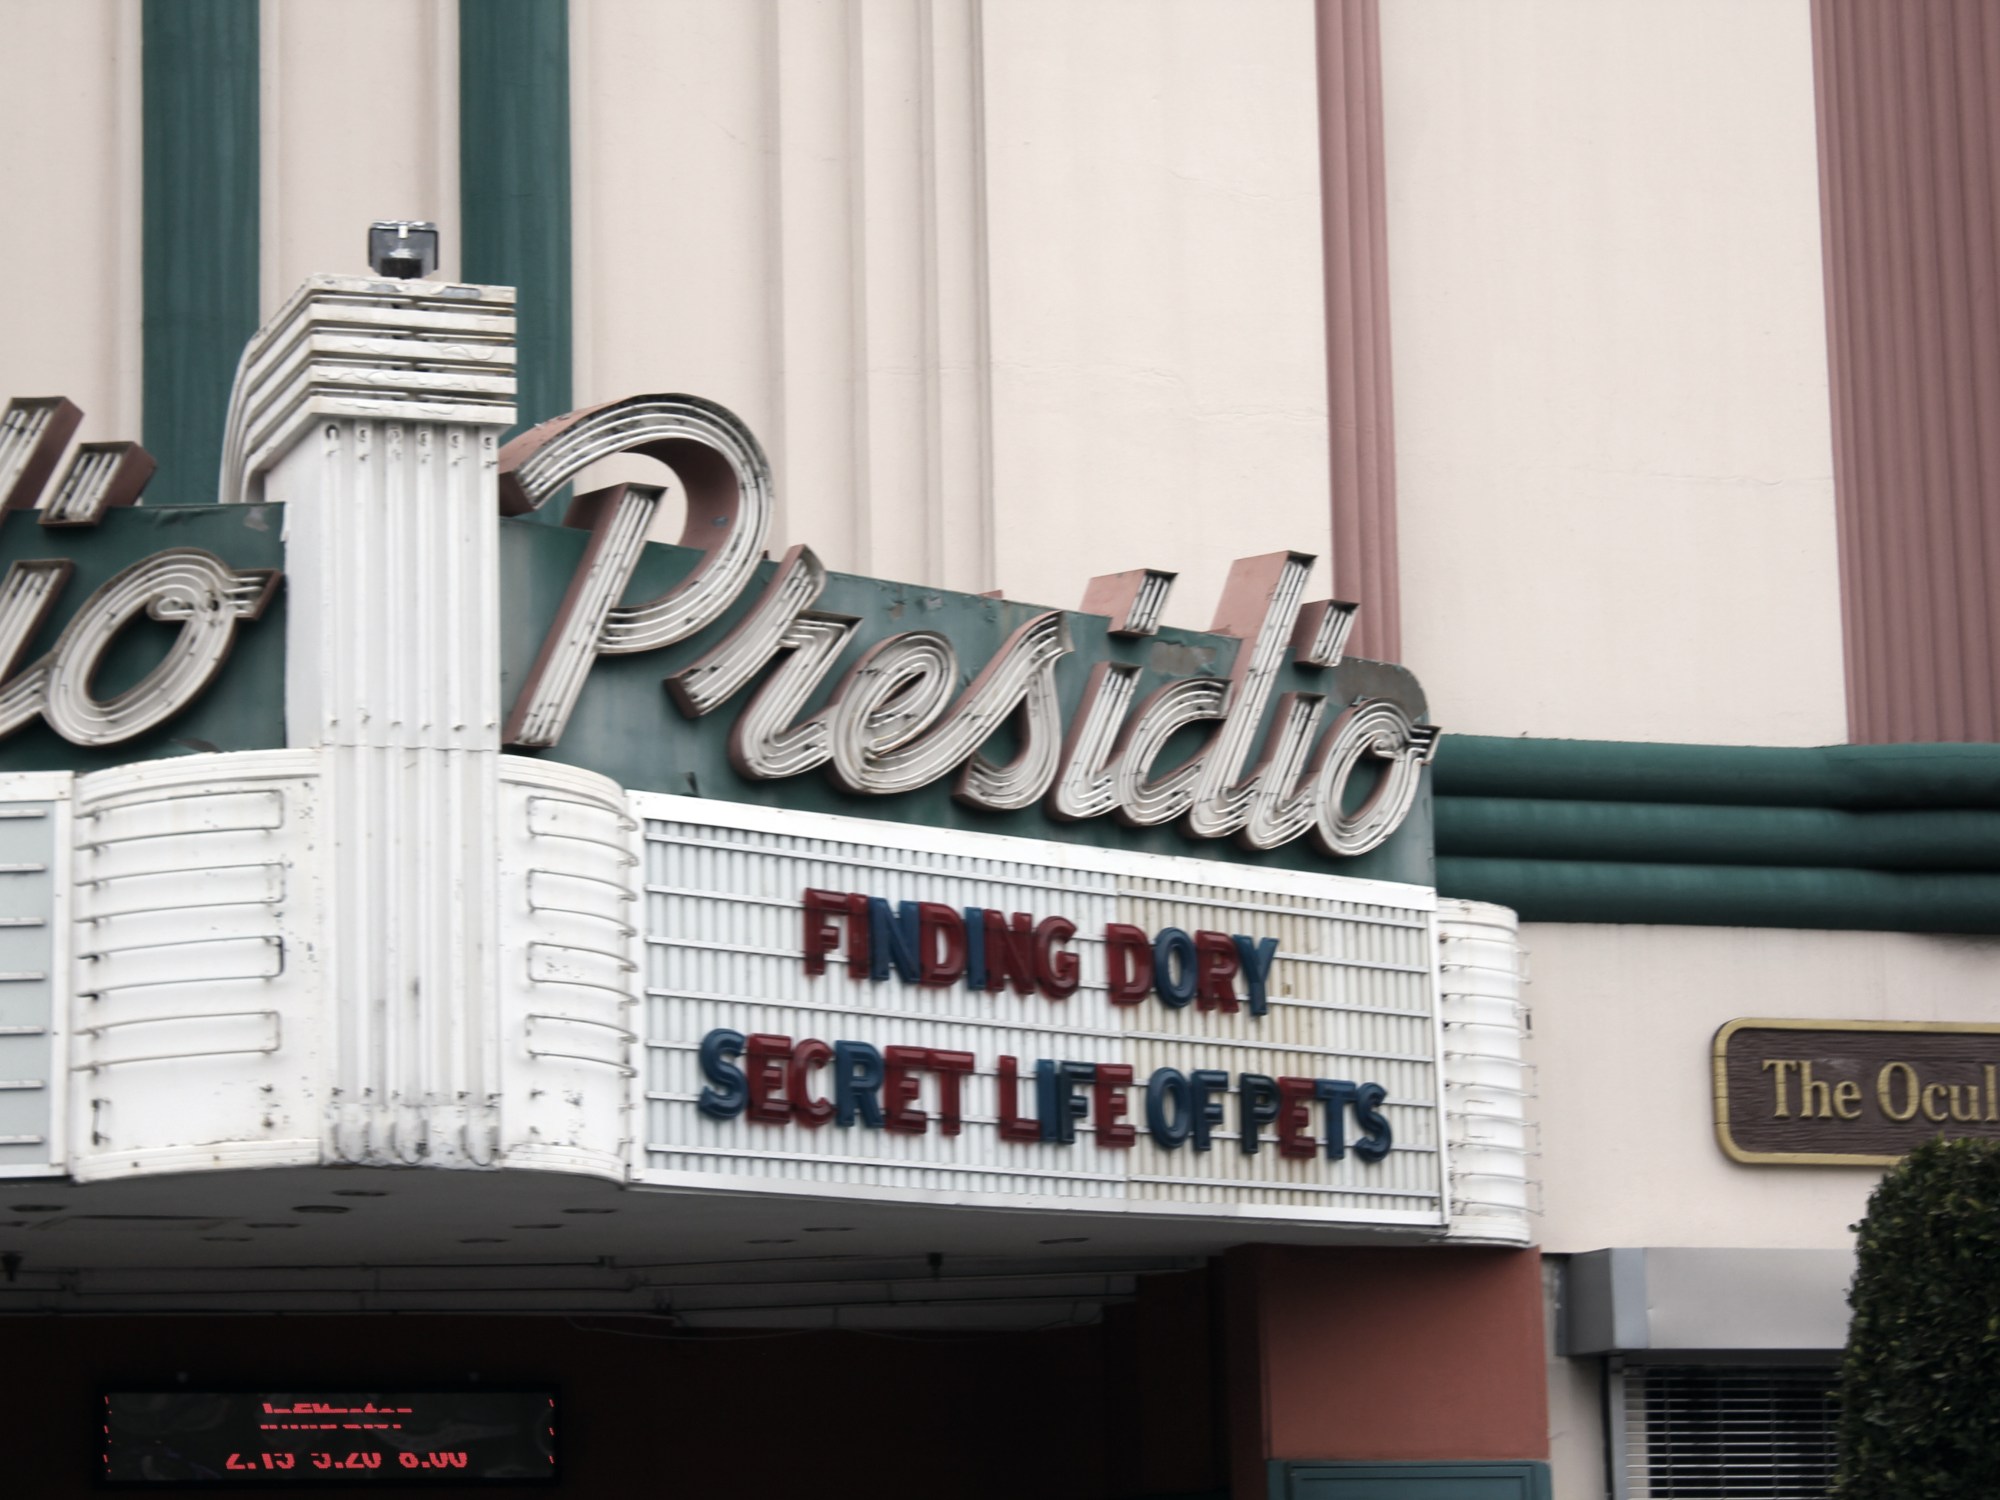 Presidio
FINDING DORY
SECRET LIFE OF PETS
The Ocul